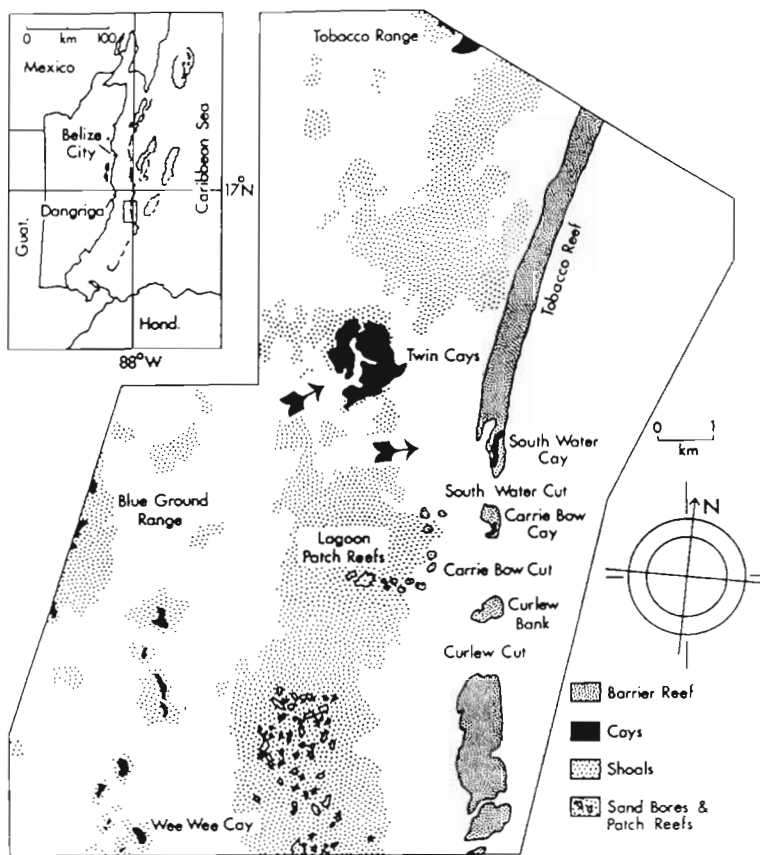 0 100
km
Mexico
Belize
City
Dangriga
Guat.
Hond.
Caribbean Sea
17°N
88°W
Tobacco Range
Tobacco Reef
Twin Cays
South Water
Cay
South Water Cut
Carrie Bow
Cay
Blue Ground
Range
Lagoon
Patch Reefs
Carrie Bow Cut
Curlew
Bank
Curlew Cut
Wee Wee Cay
0 1
km
N
Barrier Reef
Cays
Shoals
Sand Bores &
Patch Reefs